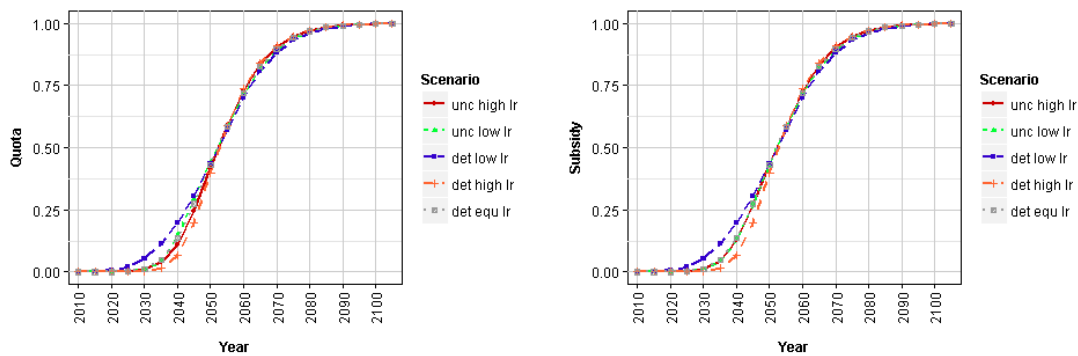 Quota
1.00
0.75
0.50
0.25
0.00
2010
2020
2030
2040
2050
2060
2070
2080
2090
2100
Year
Scenario
unc high lr
unc low lr
det low lr
det high lr
det equ lr
Subsidy
1.00
0.75
0.50
0.25
0.00
2010
2020
2030
2040
2050
2060
2070
2080
2090
2100
Year
Scenario
unc high lr
unc low lr
det low lr
det high lr
det equ lr